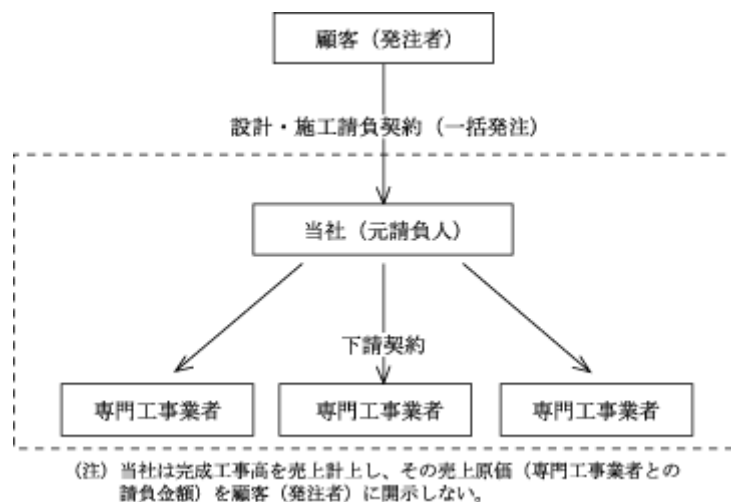 顧客（発注者）
設計・施工請負契約（一括発注）
当社（元請負人）
下請契約
専門工事業者 専門工事業者 専門工事業者
（注）当社は完成工事高を売上計上し、その売上原価（専門工事業者との
請負金額）を顧客（発注者）に開示しない。